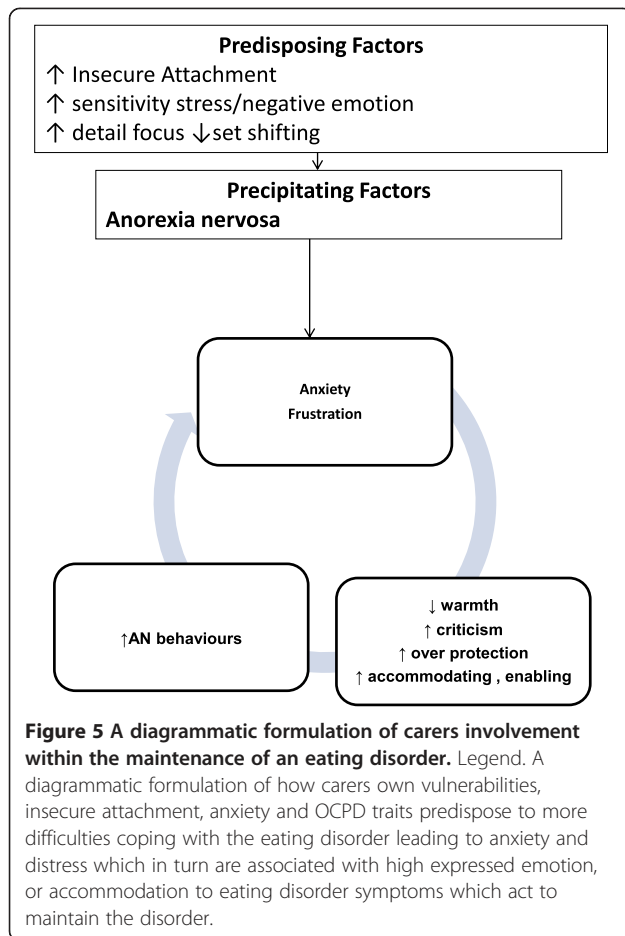 Predisposing Factors
↑ Insecure Attachment
↑ sensitivity stress/negative emotion
↑ detail focus ↓set shifting
Precipitating Factors
Anorexia nervosa
Anxiety
Frustration
↓ warmth
↑ criticism
↑ over protection
↑ accommodating , enabling
↑AN behaviours
Figure 5 A diagrammatic formulation of carers involvement
within the maintenance of an eating disorder. Legend. A
diagrammatic formulation of how carers own vulnerabilities,
insecure attachment, anxiety and OCPD traits predispose to more
difficulties coping with the eating disorder leading to anxiety and
distress which in turn are associated with high expressed emotion,
or accommodation to eating disorder symptoms which act to
maintain the disorder.